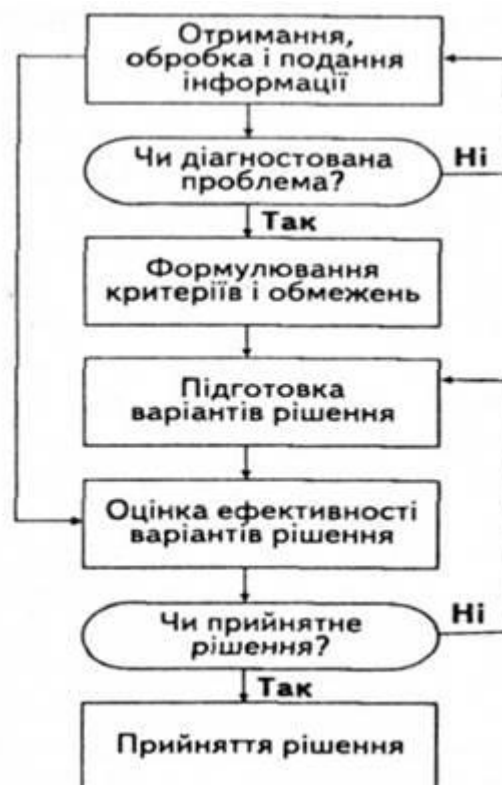 Отримання,
обробка і подання
інформації
Чи діагностована
проблема?
Ні
Так
Формулювання
критеріїв і обмежень
Підготовка
варіантів рішення
Оцінка ефективності
варіантів рішення
Чи прийнятне
рішення?
Ні
Так
Прийняття рішення